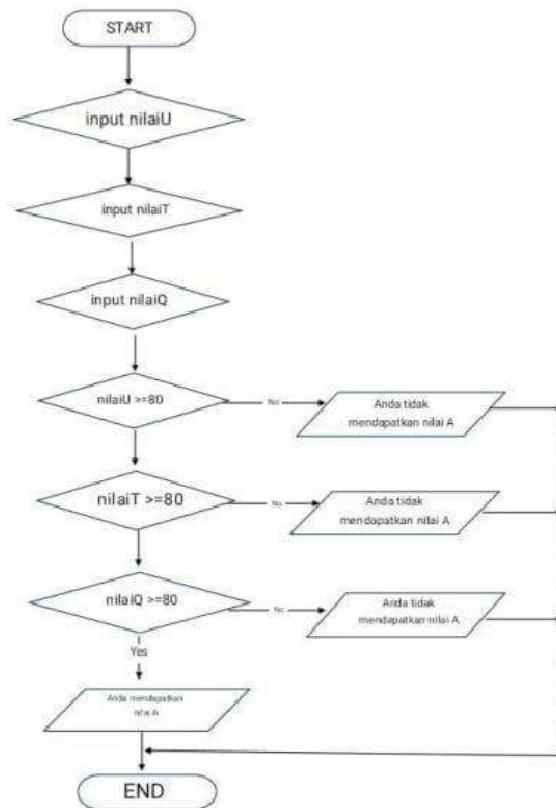 START
input nilaiU
input nilaiT
input nilaiQ
nilaiU >=80
No
Anda tidak
mendapatkan nilai A
nilaiT >=80
No
Anda tidak
mendapatkan nilai A
nilaiQ >=80
No
Anda tidak
mendapatkan nilai A
Yes
Anda mendapatkan
nilai A
END